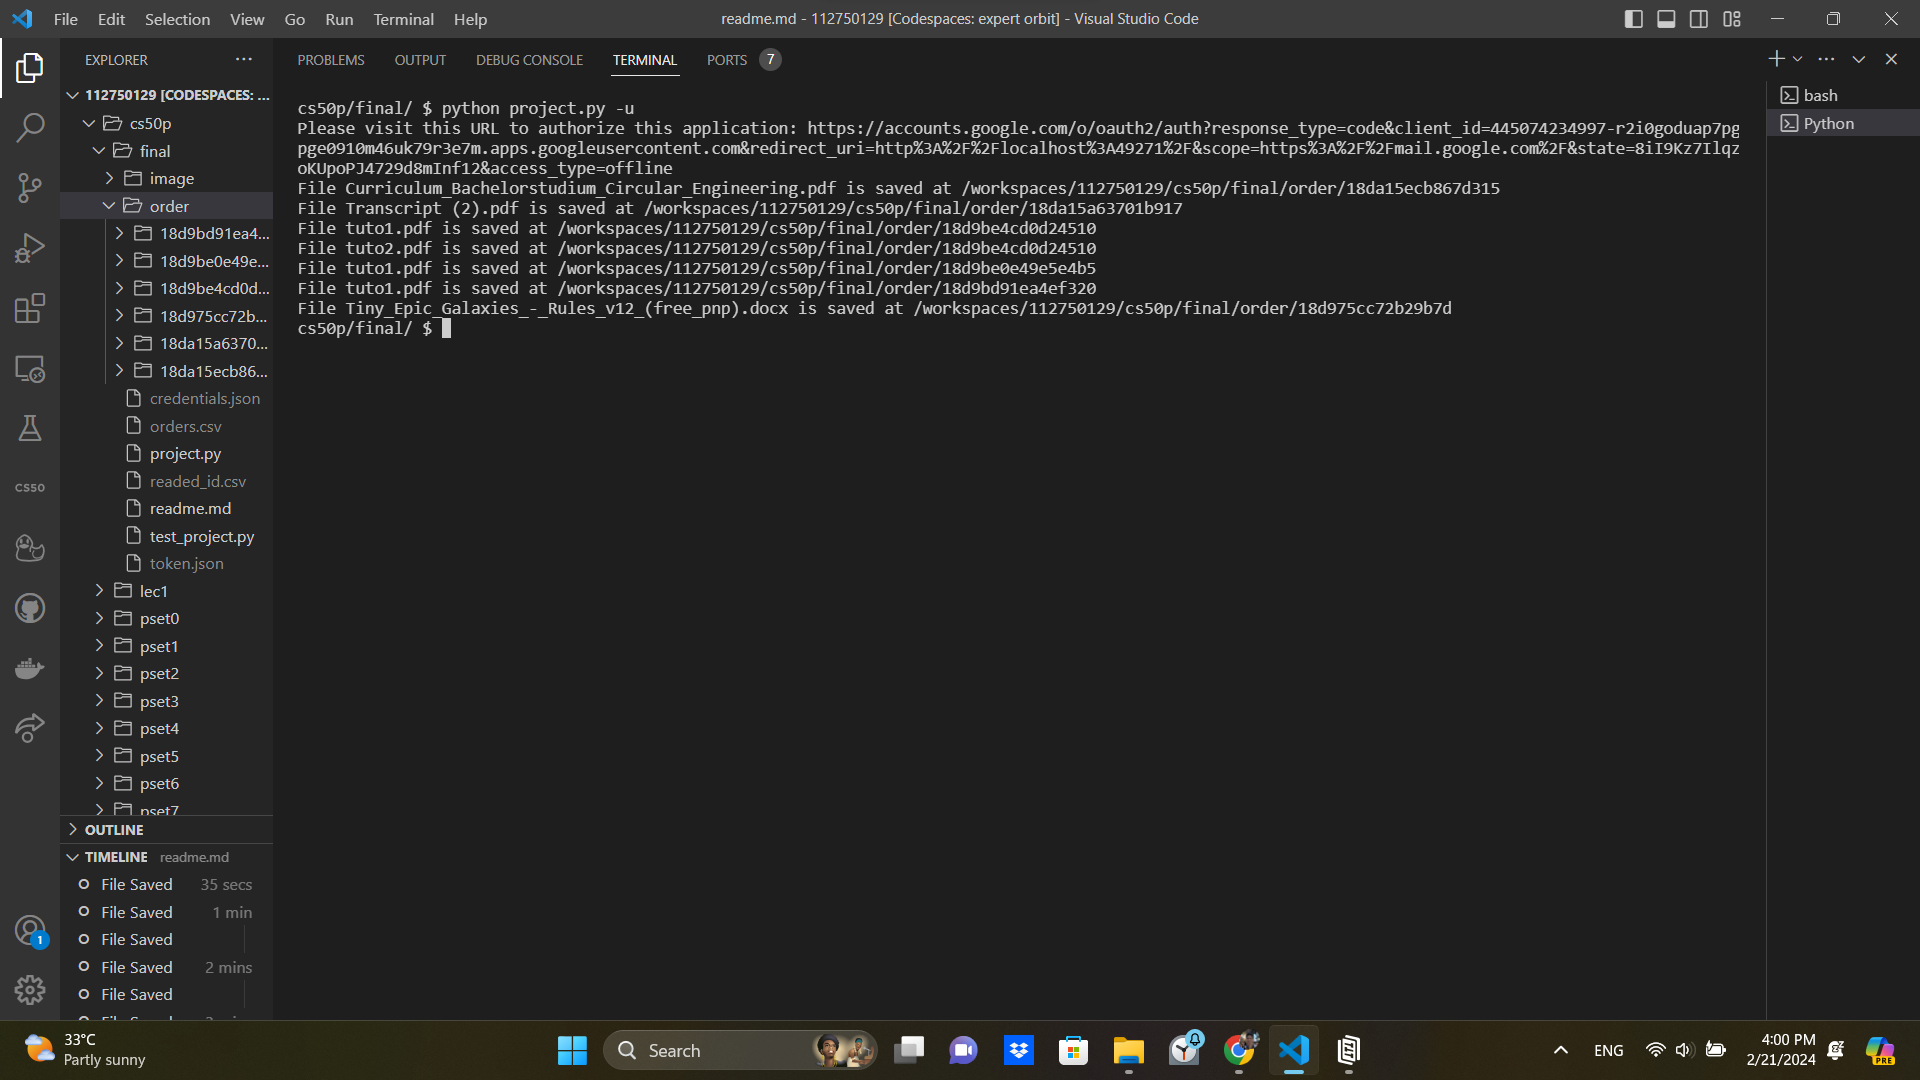 File Edit Selection View Go Run Terminal Help
readme.md - 112750129 [Codespaces: expert orbit] - Visual Studio Code
EXPLORER
112750129 [CODESPACES: ...
cs50p
final
image
order
18d9bd91ea4...
18d9be0e49e...
18d9be4cd0d...
18d975cc72b...
18da15a6370...
18da15ecb86...
credentials.json
orders.csv
project.py
readed_id.csv
readme.md
test_project.py
token.json
lec1
pset0
pset1
pset2
pset3
pset4
pset5
pset6
pset7
OUTLINE
TIMELINE readme.md
File Saved 35 secs
File Saved 1 min
File Saved
File Saved 2 mins
File Saved
CS50
1
PROBLEMS OUTPUT DEBUG CONSOLE TERMINAL PORTS 7
cs50p/final/ $ python project.py -u
Please visit this URL to authorize this application: https://accounts.google.com/o/oauth2/auth?response_type=code&client_id=445074234997-r2i0goduap7pg
pge0910m46uk79r3e7m.apps.googleusercontent.com&redirect_uri=http%3A%2F%2Flocalhost%3A49271%2F&scope=https%3A%2F%2Fmail.google.com%2F&state=8iI9Kz7Ilqz
oKUpoPJ4729d8mInf12&access_type=offline
File Curriculum_Bachelorstudium_Circular_Engineering.pdf is saved at /workspaces/112750129/cs50p/final/order/18da15ecb867d315
File Transcript (2).pdf is saved at /workspaces/112750129/cs50p/final/order/18da15a63701b917
File tuto1.pdf is saved at /workspaces/112750129/cs50p/final/order/18d9be4cd0d24510
File tuto2.pdf is saved at /workspaces/112750129/cs50p/final/order/18d9be4cd0d24510
File tuto1.pdf is saved at /workspaces/112750129/cs50p/final/order/18d9be0e49e5e4b5
File tuto1.pdf is saved at /workspaces/112750129/cs50p/final/order/18d9bd91ea4ef320
File Tiny_Epic_Galaxies_-_Rules_v12_(free_pnp).docx is saved at /workspaces/112750129/cs50p/final/order/18d975cc72b29b7d
cs50p/final/ $
bash
Python
33°C
Partly sunny
Search
ENG
4:00 PM
2/21/2024
PRE